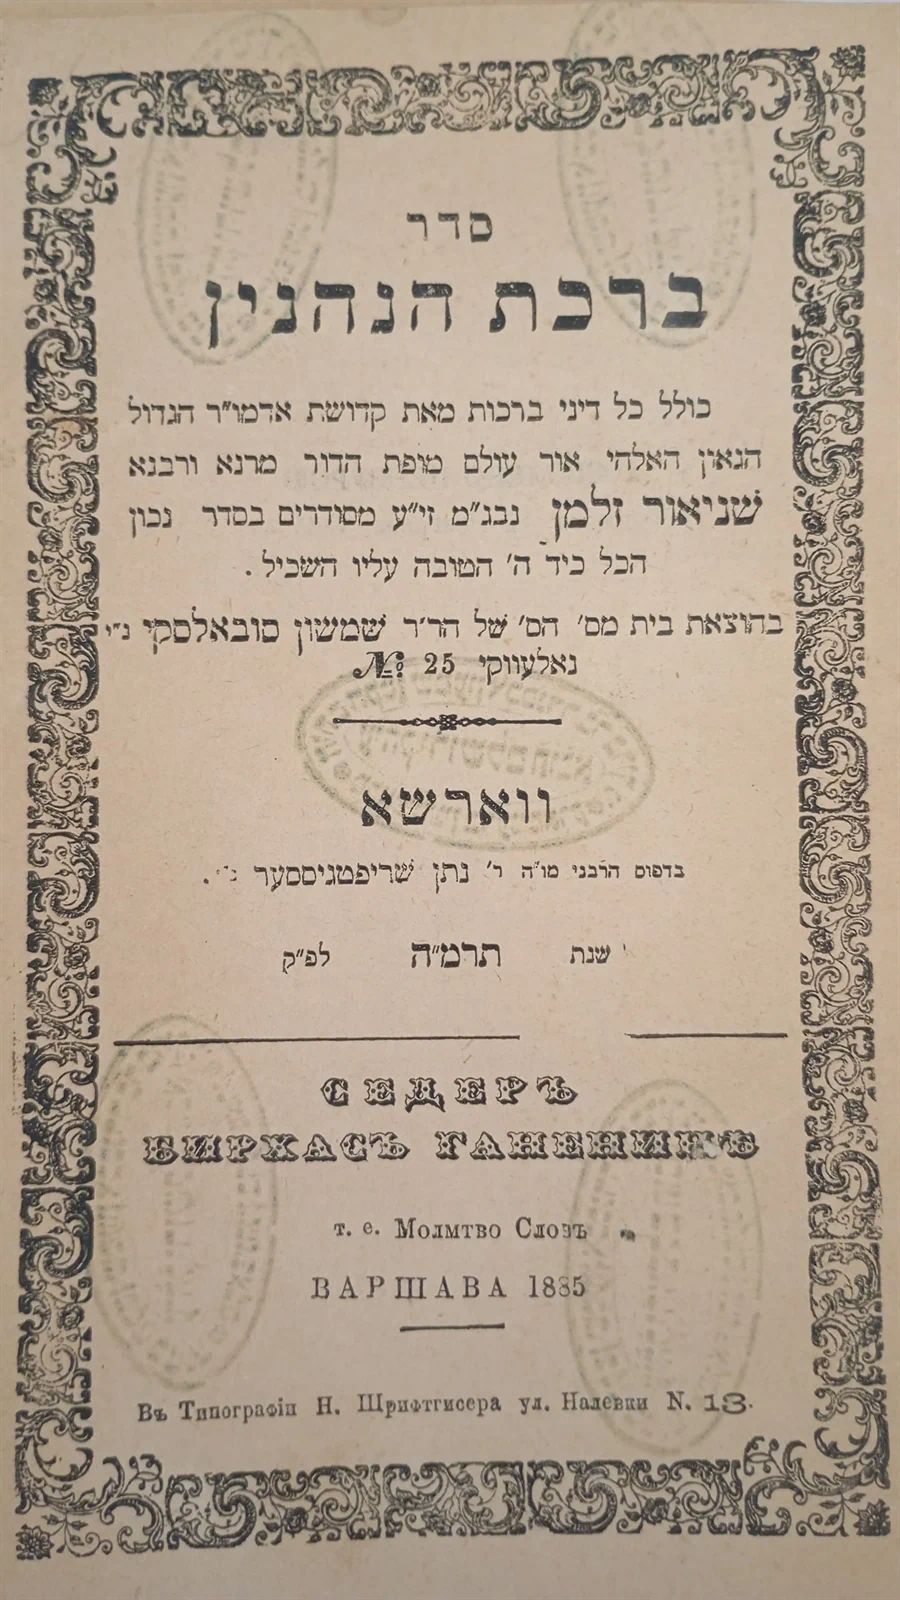 סדר
ברכת הנהנין
כולל כל דיני ברכות מאת קדושת אדמו״ר הגדול
הגאון האלהי אור עולם מופת הדור מרנא ורבנא
שניאור זלמן נבג״מ זי״ע מסודרים בסדר נכון
הכל כיד ה׳ הטובה עליו השכיל.
בהוצאת בית מס׳ הס׳ של הר״ר שמשון סובאלסקי נ״י
נאלעווקי 25 №:
ווארשא
בדפוס הרבני מו״ה ר׳ נתן שריפטגיססער
שנת תרמ״ה לפ״ק
СЕДЕРЪ
БИРХАСЪ ГАНЕНИНЪ
т. е. Молмтво Словъ
ВАРШАВА 1885
Въ Типографіи Н. Шрифтгисера ул. Налевки N. 13.